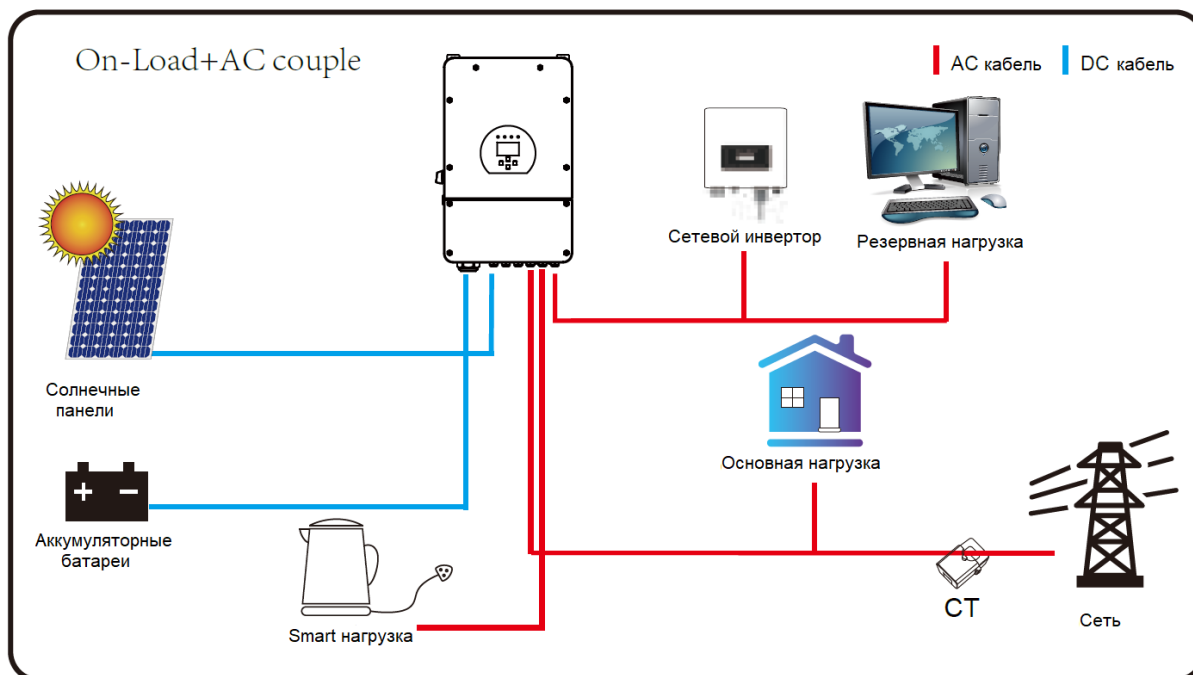 On-Load+AC couple
AC кабель
DC кабель
Сетевой инвертор
Резервная нагрузка
Солнечные
панели
Основная нагрузка
Аккумуляторные
батареи
Smart нагрузка
CT
Сеть